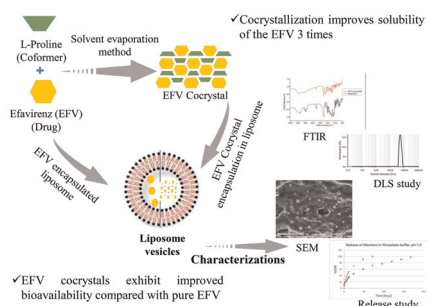 L-Proline
(Coformer)
+
Efavirenz (EFV)
(Drug)
Solvent evaporation
method
EFV Cocrystal
✓Cocrystallization improves solubility
of the EFV 3 times
EFV encapsulated
liposome
EFV Cocrystal
encapsulation in liposome
Liposome
vesicles
FTIR
DLS study
Characterizations
SEM
Release study
✓EFV cocrystals exhibit improved
bioavailability compared with pure EFV